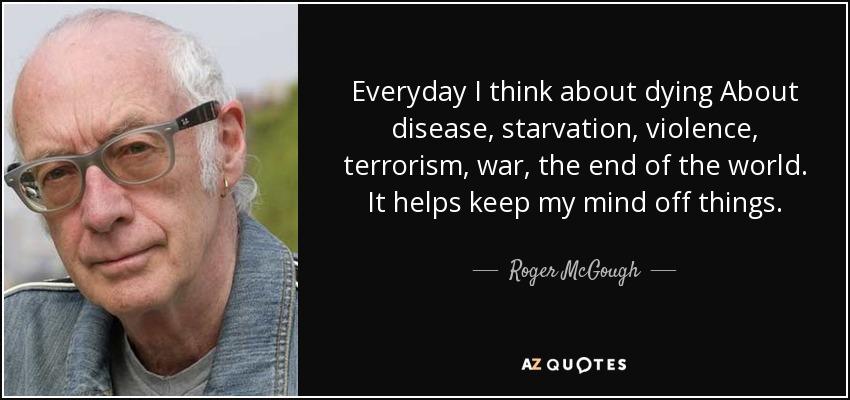 Everyday I think about dying About
disease, starvation, violence,
terrorism, war, the end of the world.
It helps keep my mind off things.
Roger McGough
AZ QUOTES